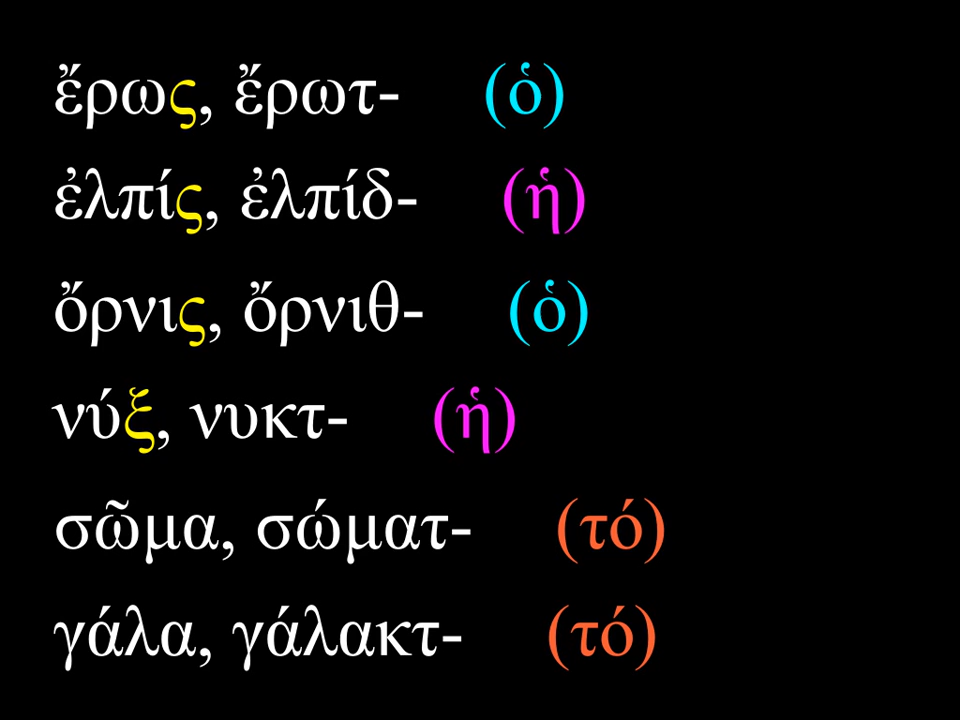 ἔρως, ἔρωτ- (ὁ)
ἐλπίς, ἐλπίδ- (ἡ)
ὄρνις, ὄρνιθ- (ὁ)
νύξ, νυκτ- (ἡ)
σῶμα, σώματ- (τό)
γάλα, γάλακτ- (τό)